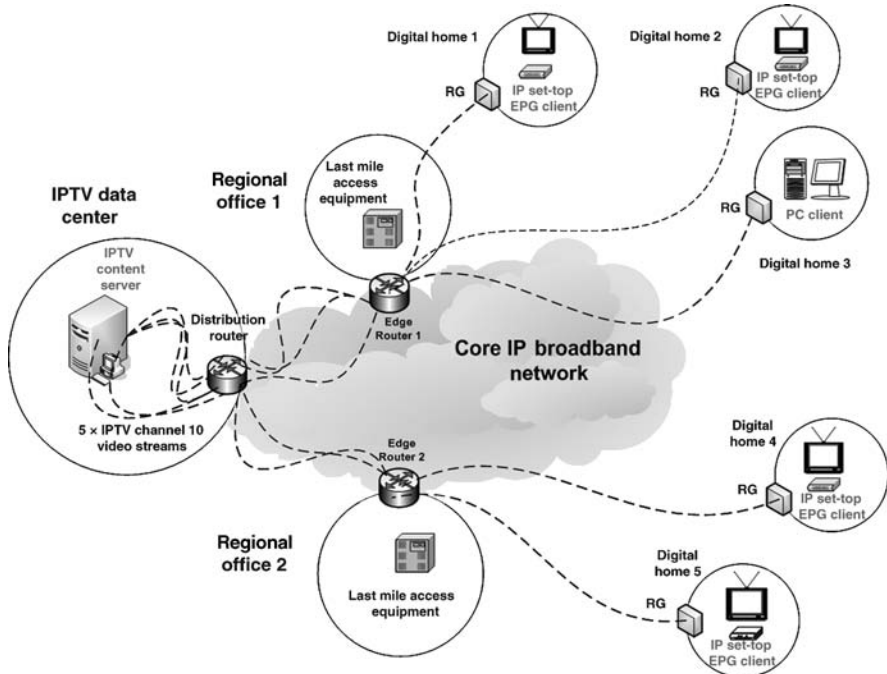 Digital home 1
RG
IP set-top
EPG client
Digital home 2
RG
IP set-top
EPG client
Regional
office 1
Last mile
access
equipment
IPTV data
center
IPTV
content
server
Distribution
router
5 × IPTV channel 10
video streams
Edge
Router 1
RG
PC client
Digital home 3
Core IP broadband
network
Edge
Router 2
Digital
home 4
RG
IP set-top
EPG client
Regional
office 2
Last mile access
equipment
Digital
home 5
RG
IP set-top
EPG client